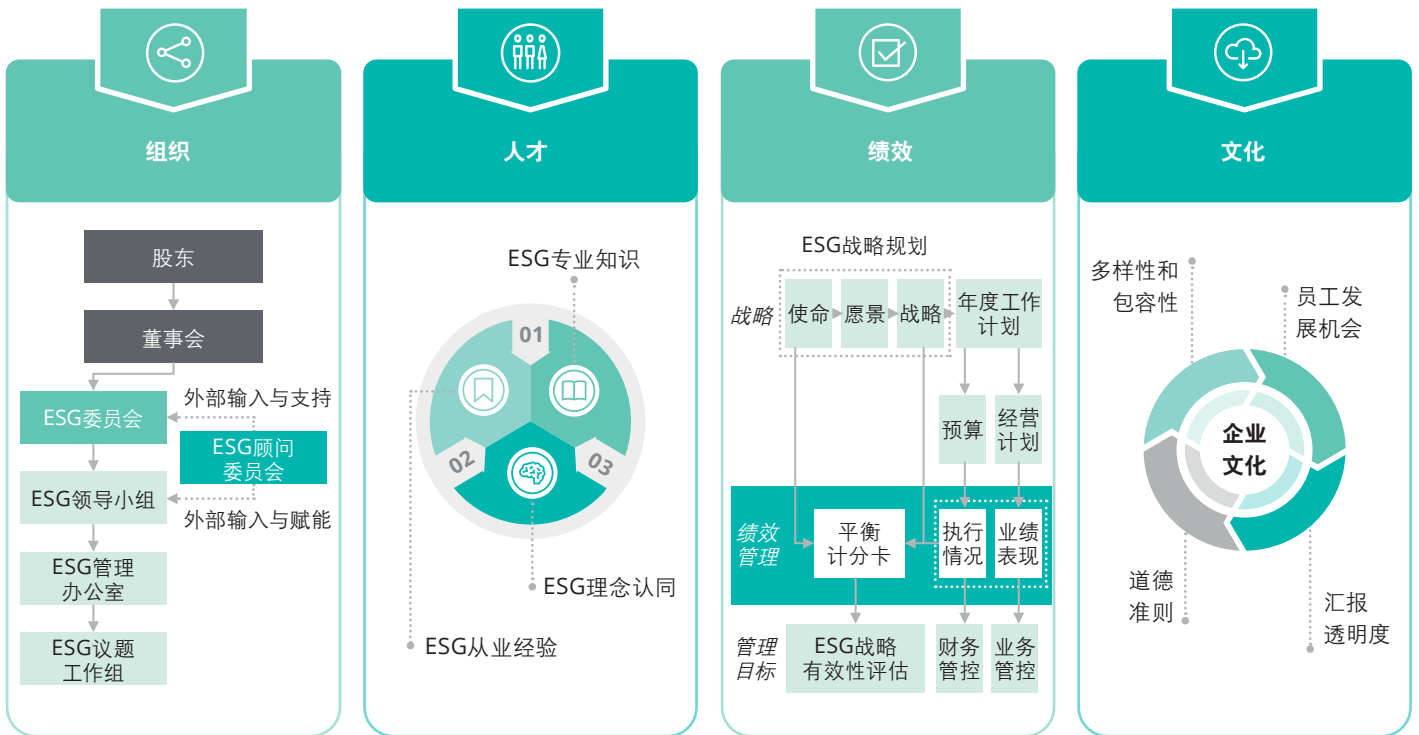 组织
股东
董事会
外部输入与支持
ESG委员会
ESG顾问
委员会
ESG领导小组
外部输入与赋能
ESG管理
办公室
ESG议题
工作组
人才
ESG专业知识
01
02
03
ESG理念认同
ESG从业经验
绩效
ESG战略规划
战略
使命
愿景
战略
年度工作
计划
预算
经营
计划
绩效
管理
平衡
计分卡
执行
情况
业绩
表现
管理
目标
ESG战略
有效性评估
财务
管控
业务
管控
文化
多样性和
包容性
员工发
展机会
企业
文化
道德
准则
汇报
透明度